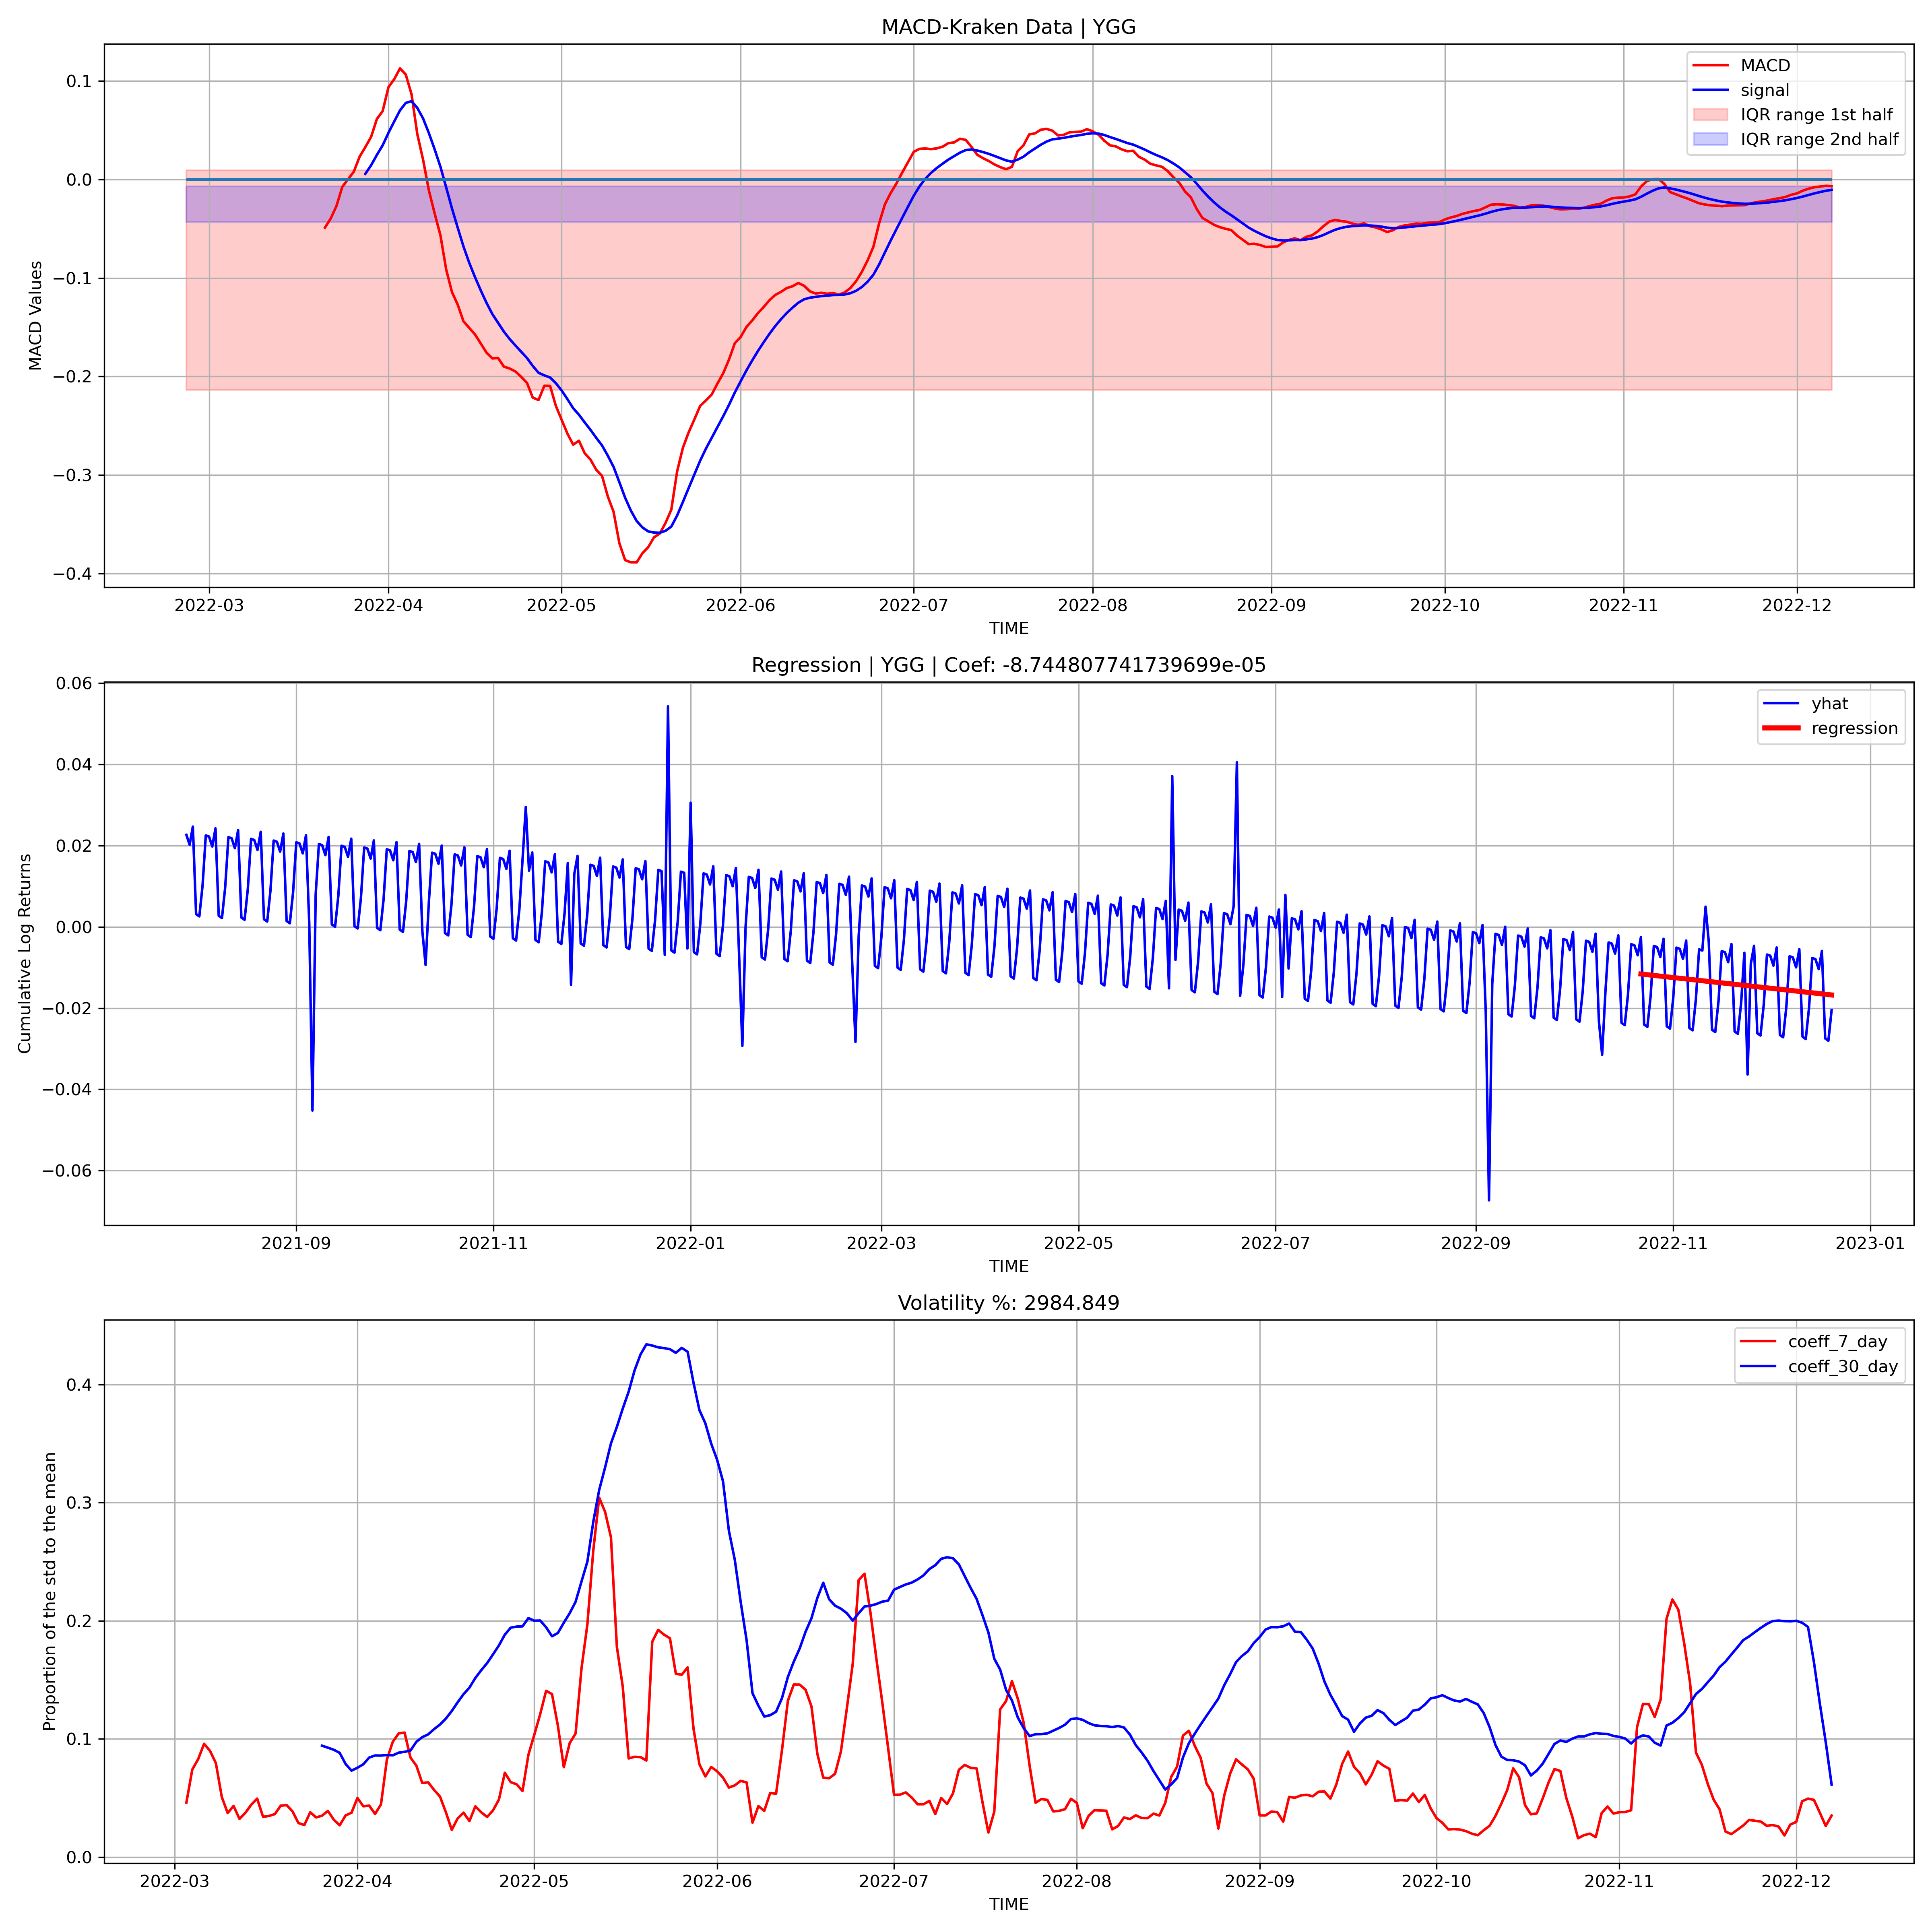 MACD-Kraken Data | YGG
MACD
signal
IQR range 1st half
IQR range 2nd half
0.1
0.0
−0.1
−0.2
−0.3
−0.4
MACD Values
2022-03 2022-04 2022-05 2022-06 2022-07 2022-08 2022-09 2022-10 2022-11 2022-12
TIME
Regression | YGG | Coef: -8.744807741739699e-05
yhat
regression
0.06
0.04
0.02
0.00
−0.02
−0.04
−0.06
Cumulative Log Returns
2021-09 2021-11 2022-01 2022-03 2022-05 2022-07 2022-09 2022-11 2023-01
TIME
Volatility %: 2984.849
coeff_7_day
coeff_30_day
0.4
0.3
0.2
0.1
0.0
Proportion of the std to the mean
2022-03 2022-04 2022-05 2022-06 2022-07 2022-08 2022-09 2022-10 2022-11 2022-12
TIME